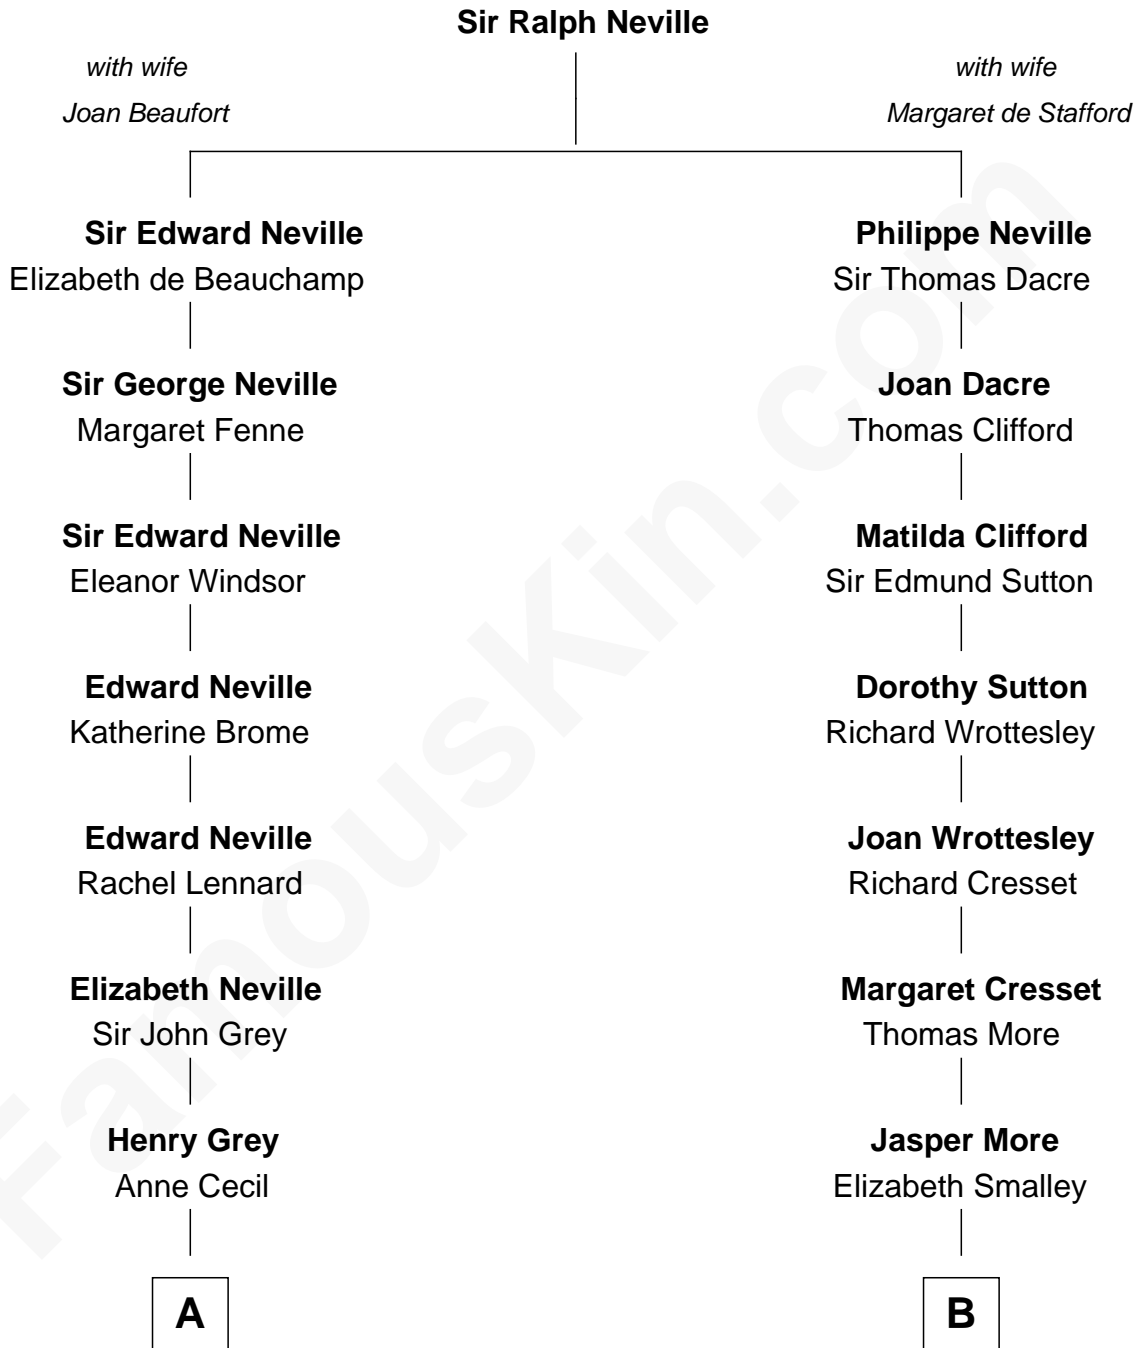 Sir Ralph Neville
with wife
Joan Beaufort
with wife
Margaret de Stafford
Sir Edward Neville
Elizabeth de Beauchamp
Philippe Neville
Sir Thomas Dacre
Sir George Neville
Margaret Fenne
Joan Dacre
Thomas Clifford
Sir Edward Neville
Eleanor Windsor
Matilda Clifford
Sir Edmund Sutton
Edward Neville
Katherine Brome
Dorothy Sutton
Richard Wrottesley
Edward Neville
Rachel Lennard
Joan Wrottesley
Richard Cresset
Elizabeth Neville
Sir John Grey
Margaret Cresset
Thomas More
Henry Grey
Anne Cecil
Jasper More
Elizabeth Smalley
A
B
FamousKin.com